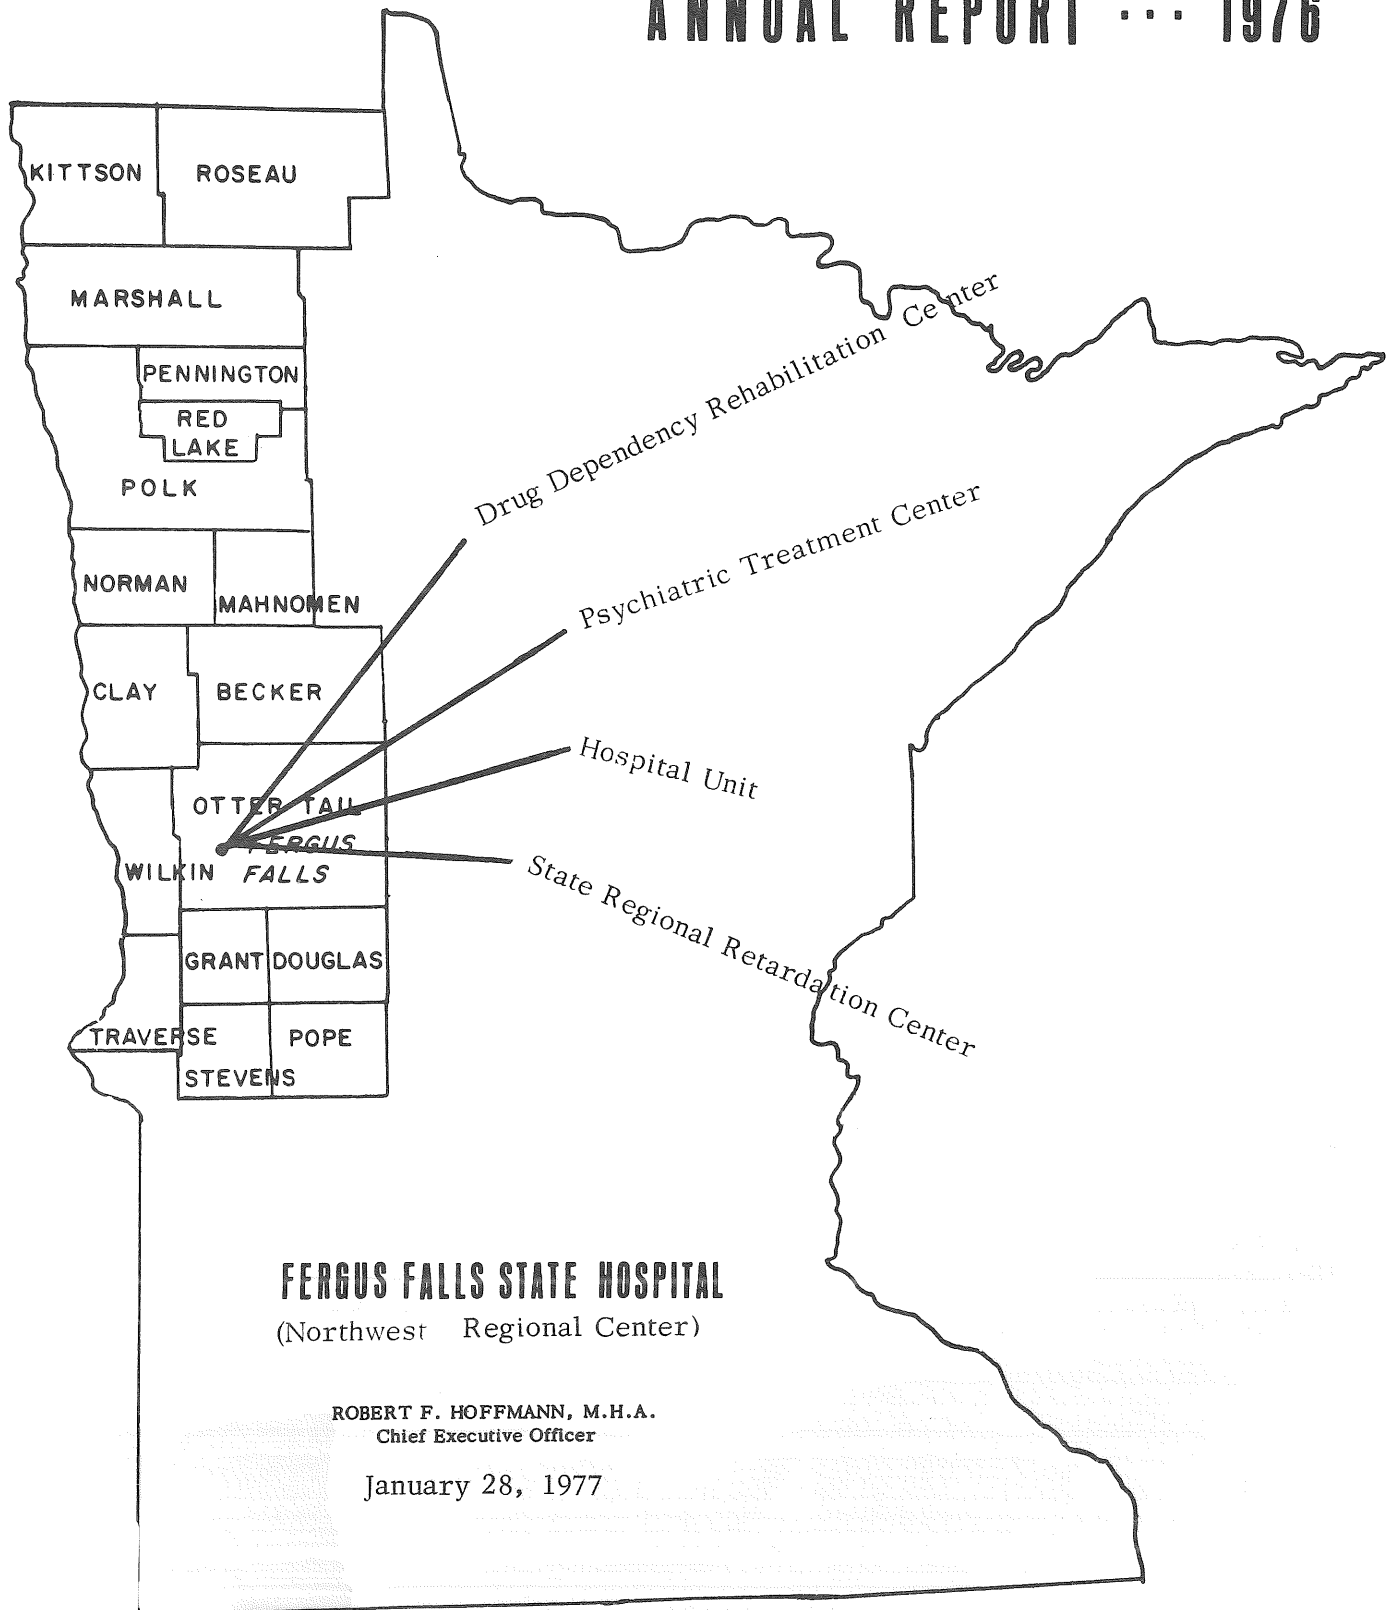 ANNUAL REPORT ... 1976
KITTSON
ROSEAU
MARSHALL
PENNINGTON
RED
LAKE
POLK
NORMAN
MAHNOMEN
CLAY
BECKER
OTTER TAIL
FERGUS
FALLS
WILKIN
GRANT
DOUGLAS
TRAVERSE
POPE
STEVENS
Drug Dependency Rehabilitation Center
Psychiatric Treatment Center
Hospital Unit
State Regional Retardation Center
FERGUS FALLS STATE HOSPITAL
(Northwest Regional Center)
ROBERT F. HOFFMANN, M.H.A.
Chief Executive Officer
January 28, 1977